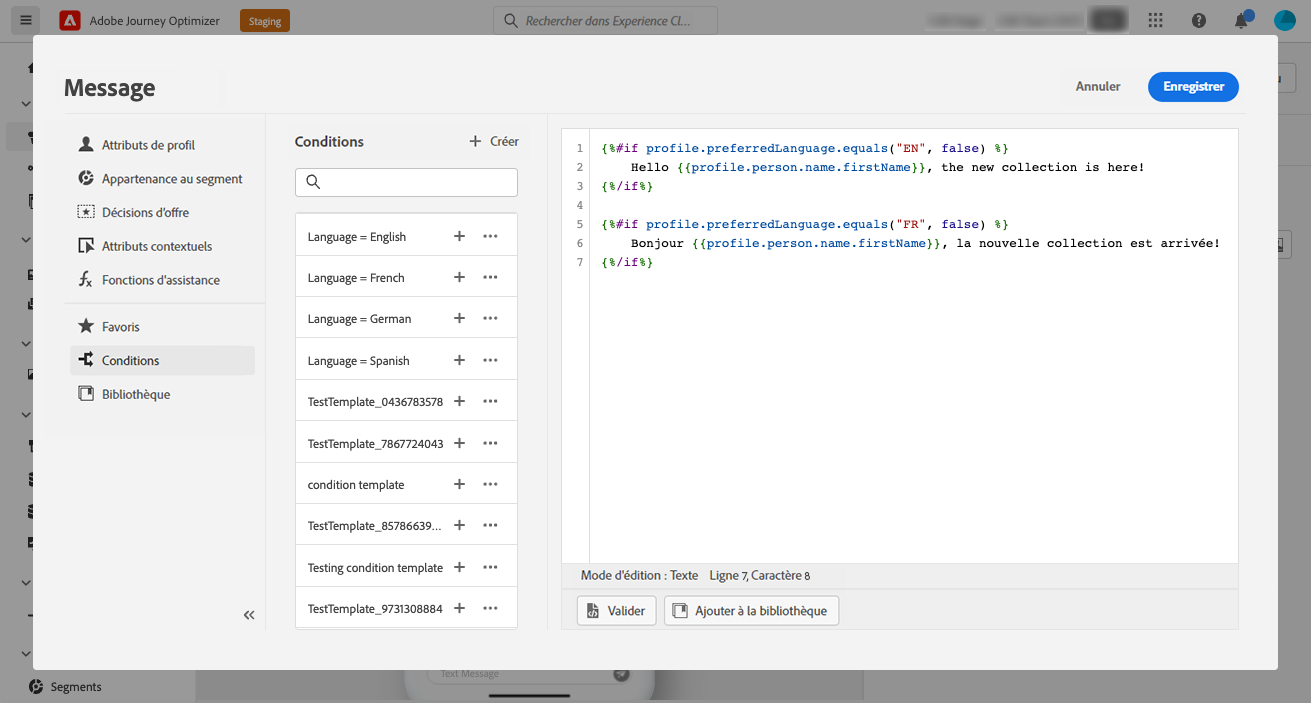 Adobe Journey Optimizer
Staging
Rechercher dans Experience Cl...
Message
Annuler
Enregistrer
Attributs de profil
Appartenance au segment
Décisions d'offre
Attributs contextuels
Fonctions d'assistance
Favoris
Conditions
Bibliothèque
Conditions
Créer
Language = English
Language = French
Language = German
Language = Spanish
TestTemplate_0436783578
TestTemplate_7867724043
condition template
TestTemplate_85786639...
Testing condition template
TestTemplate_9731308884
1 {%#if profile.preferredLanguage.equals("EN", false) %}
2 Hello {{profile.person.name.firstName}}, the new collection is here!
3 {%/if%}
4
5 {%#if profile.preferredLanguage.equals("FR", false) %}
6 Bonjour {{profile.person.name.firstName}}, la nouvelle collection est arrivée!
7 {%/if%}
Mode d'édition : Texte Ligne 7, Caractère 8
Valider
Ajouter à la bibliothèque
Text Message
Segments